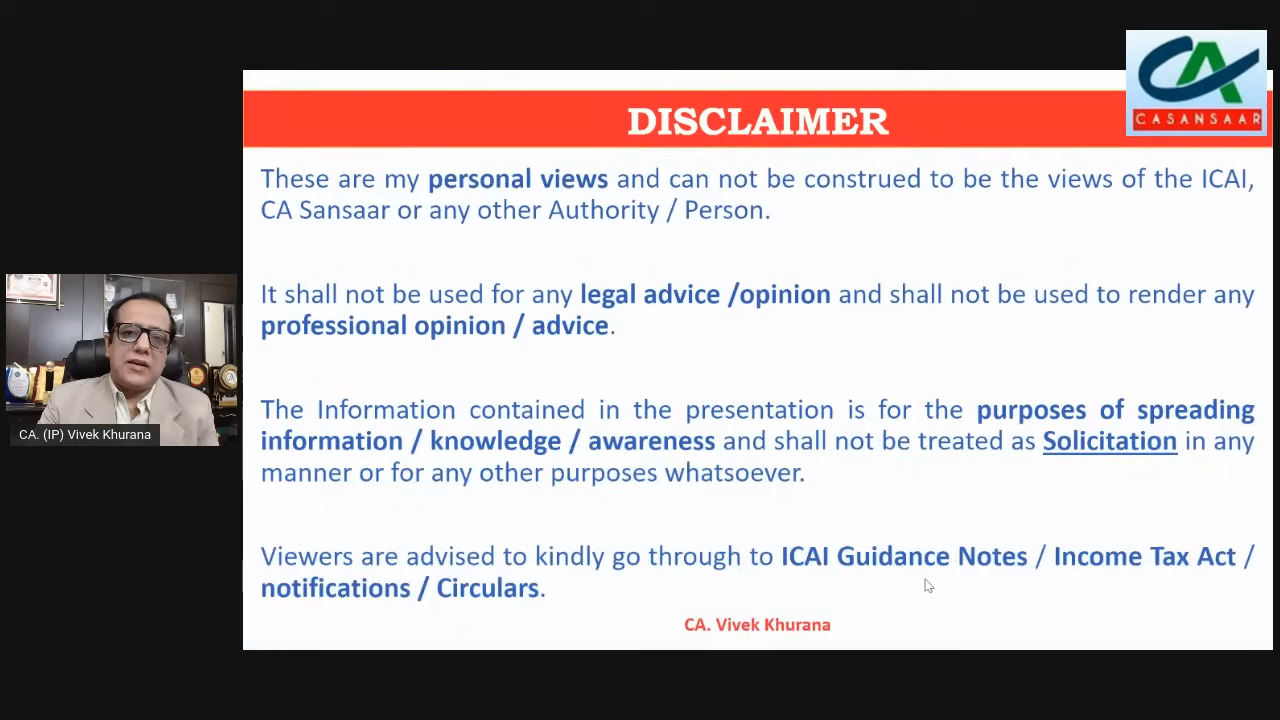 DISCLAIMER
CASANSAAR
These are my personal views and can not be construed to be the views of the ICAI,
CA Sansaar or any other Authority / Person.
It shall not be used for any legal advice /opinion and shall not be used to render any
professional opinion / advice.
The Information contained in the presentation is for the purposes of spreading
information / knowledge / awareness and shall not be treated as Solicitation in any
manner or for any other purposes whatsoever.
Viewers are advised to kindly go through to ICAI Guidance Notes / Income Tax Act /
notifications / Circulars.
CA. Vivek Khurana
CA. (IP) Vivek Khurana